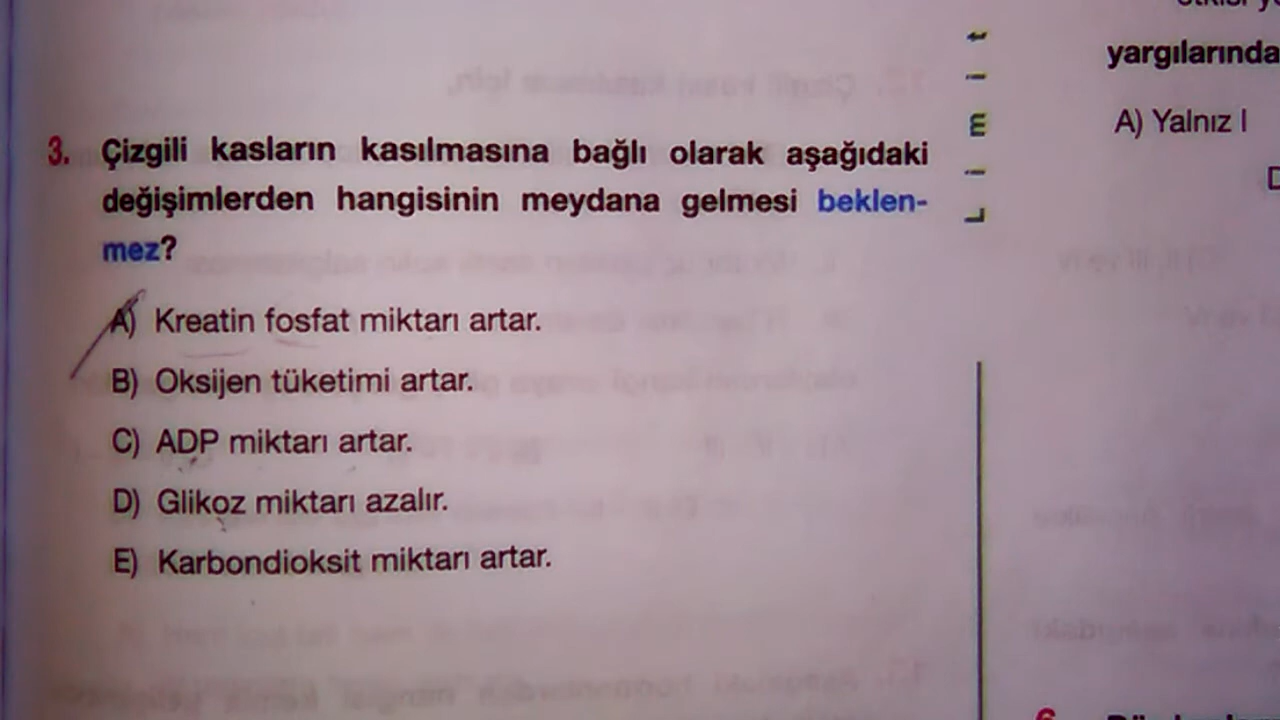 3. Çizgili kasların kasılmasına bağlı olarak aşağıdaki
değişimlerden hangisinin meydana gelmesi beklen-
mez?
A) Kreatin fosfat miktarı artar.
B) Oksijen tüketimi artar.
C) ADP miktarı artar.
D) Glikoz miktarı azalır.
E) Karbondioksit miktarı artar.
yargılarında
A) Yalnız I
6.